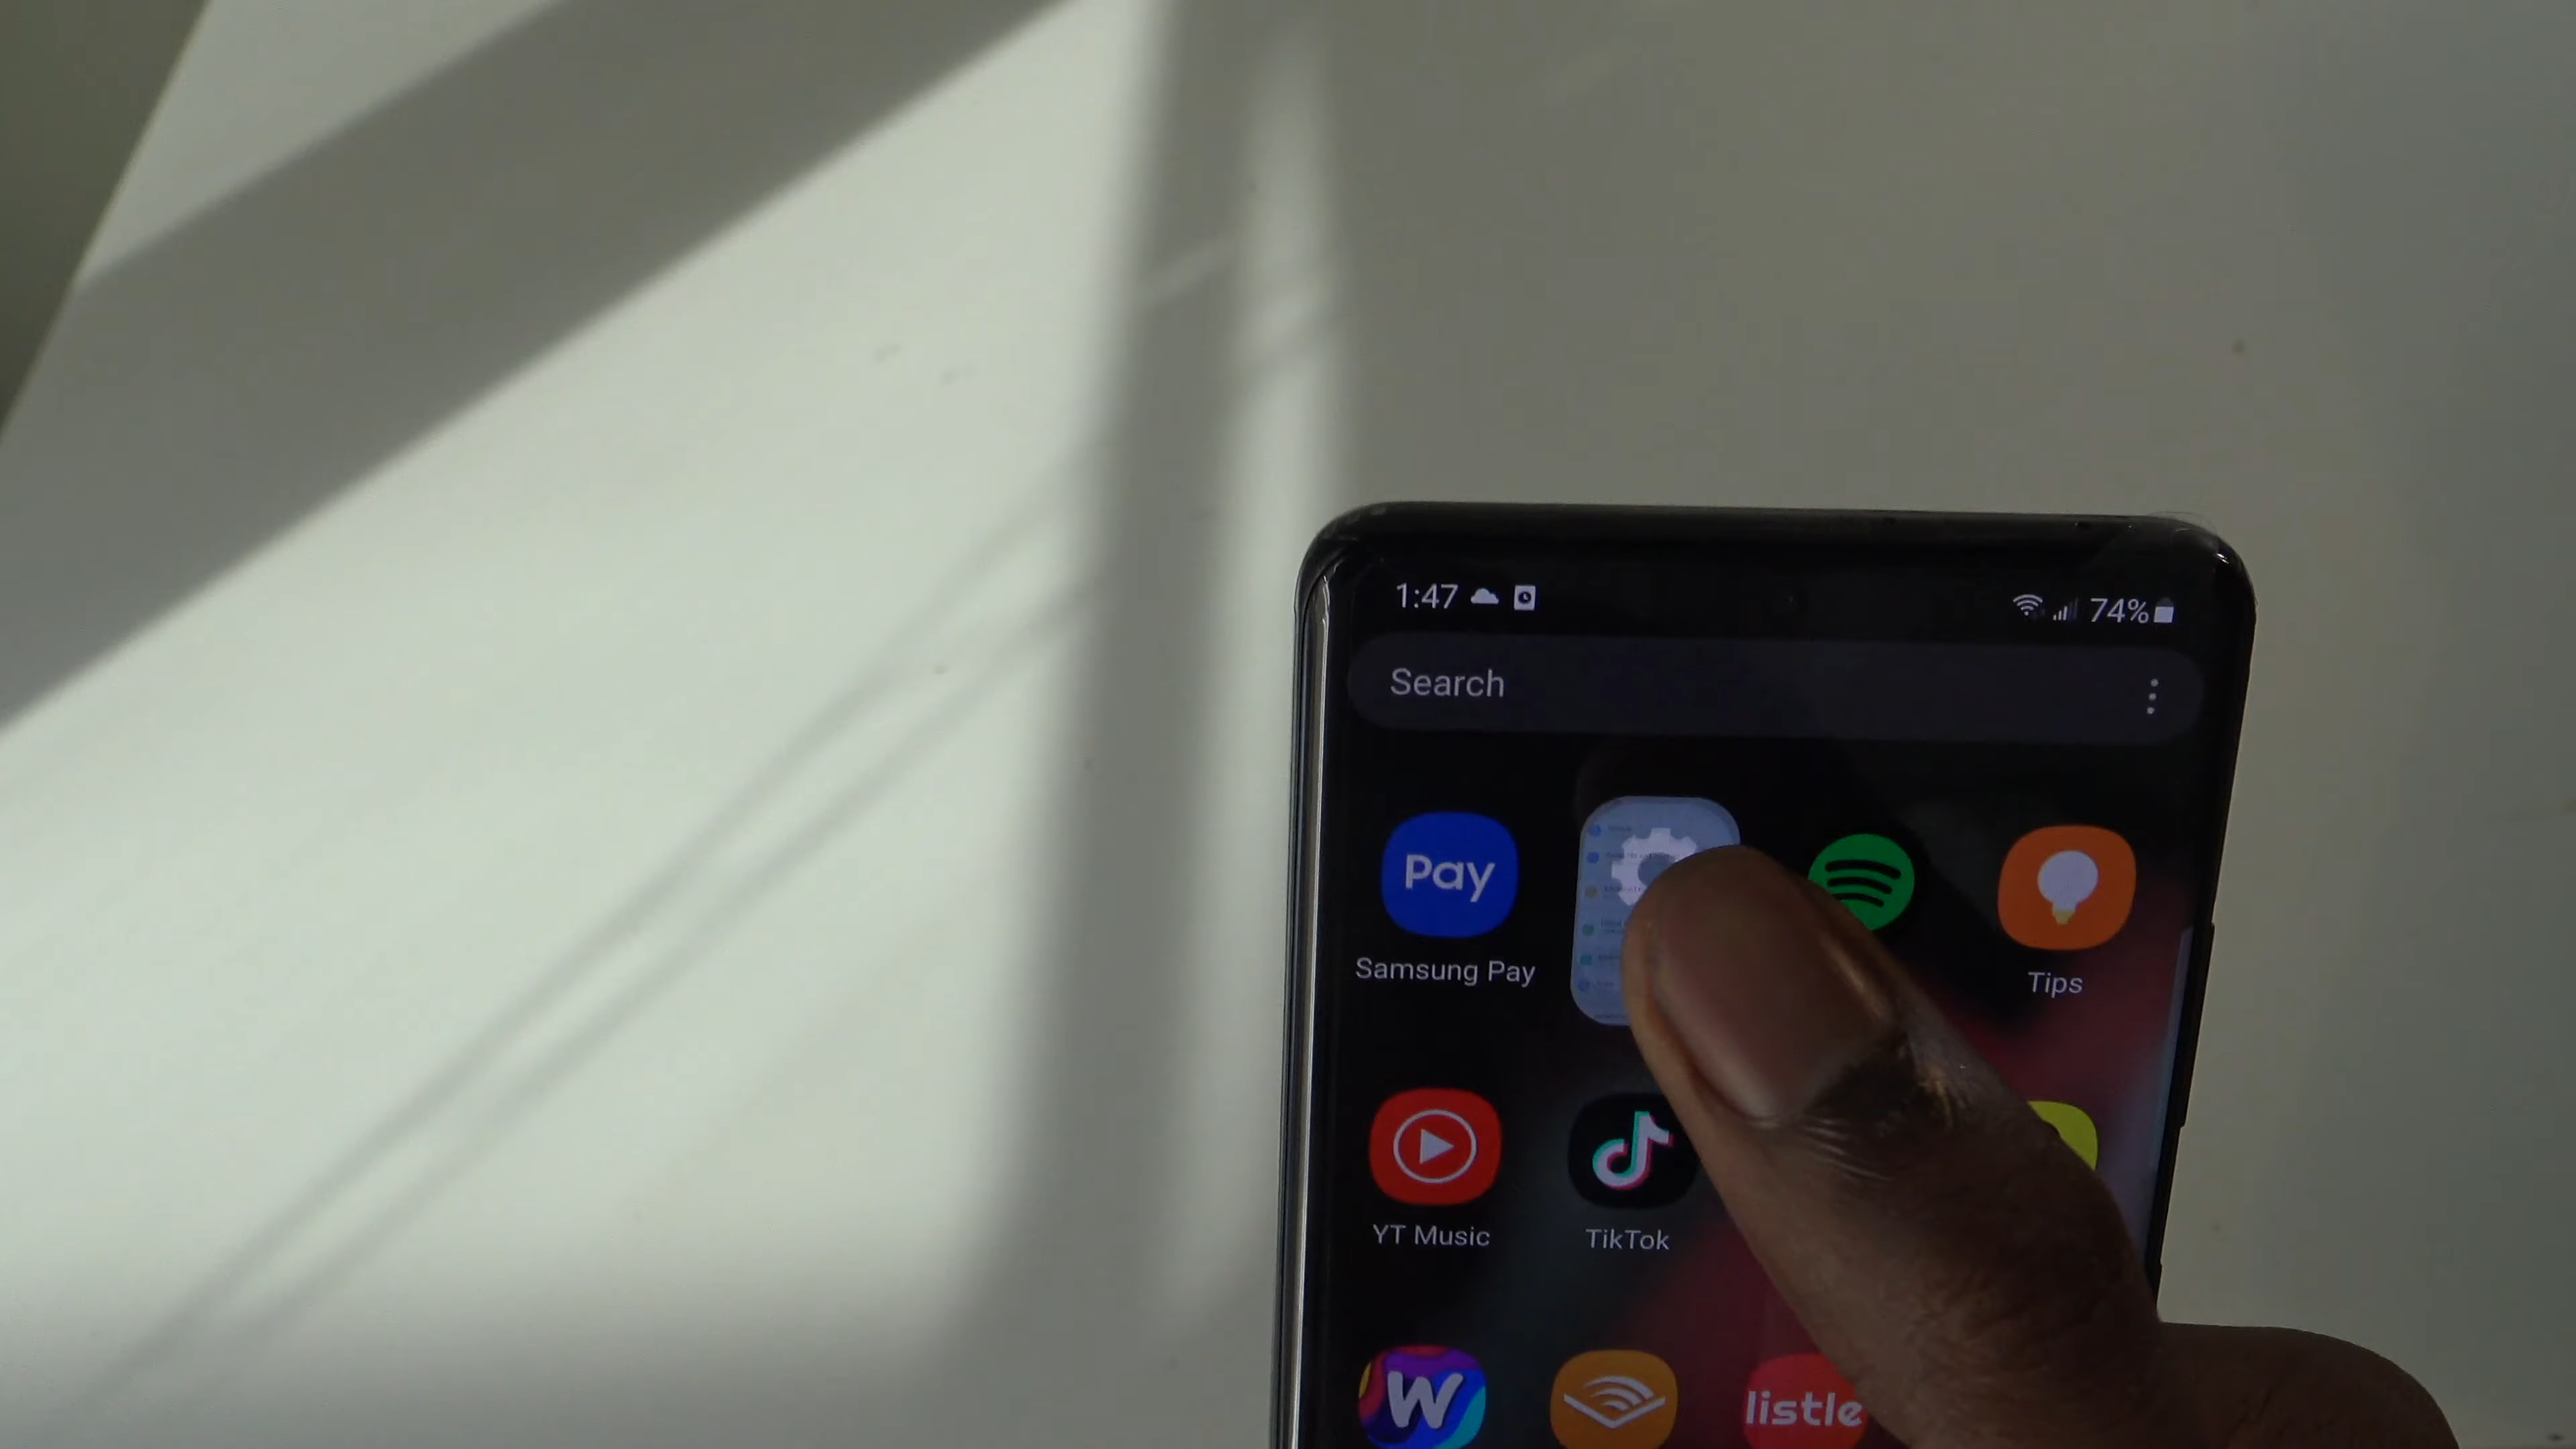 1:47 74%
Search
Pay
Samsung Pay
Tips
YT Music
TikTok
W
listle